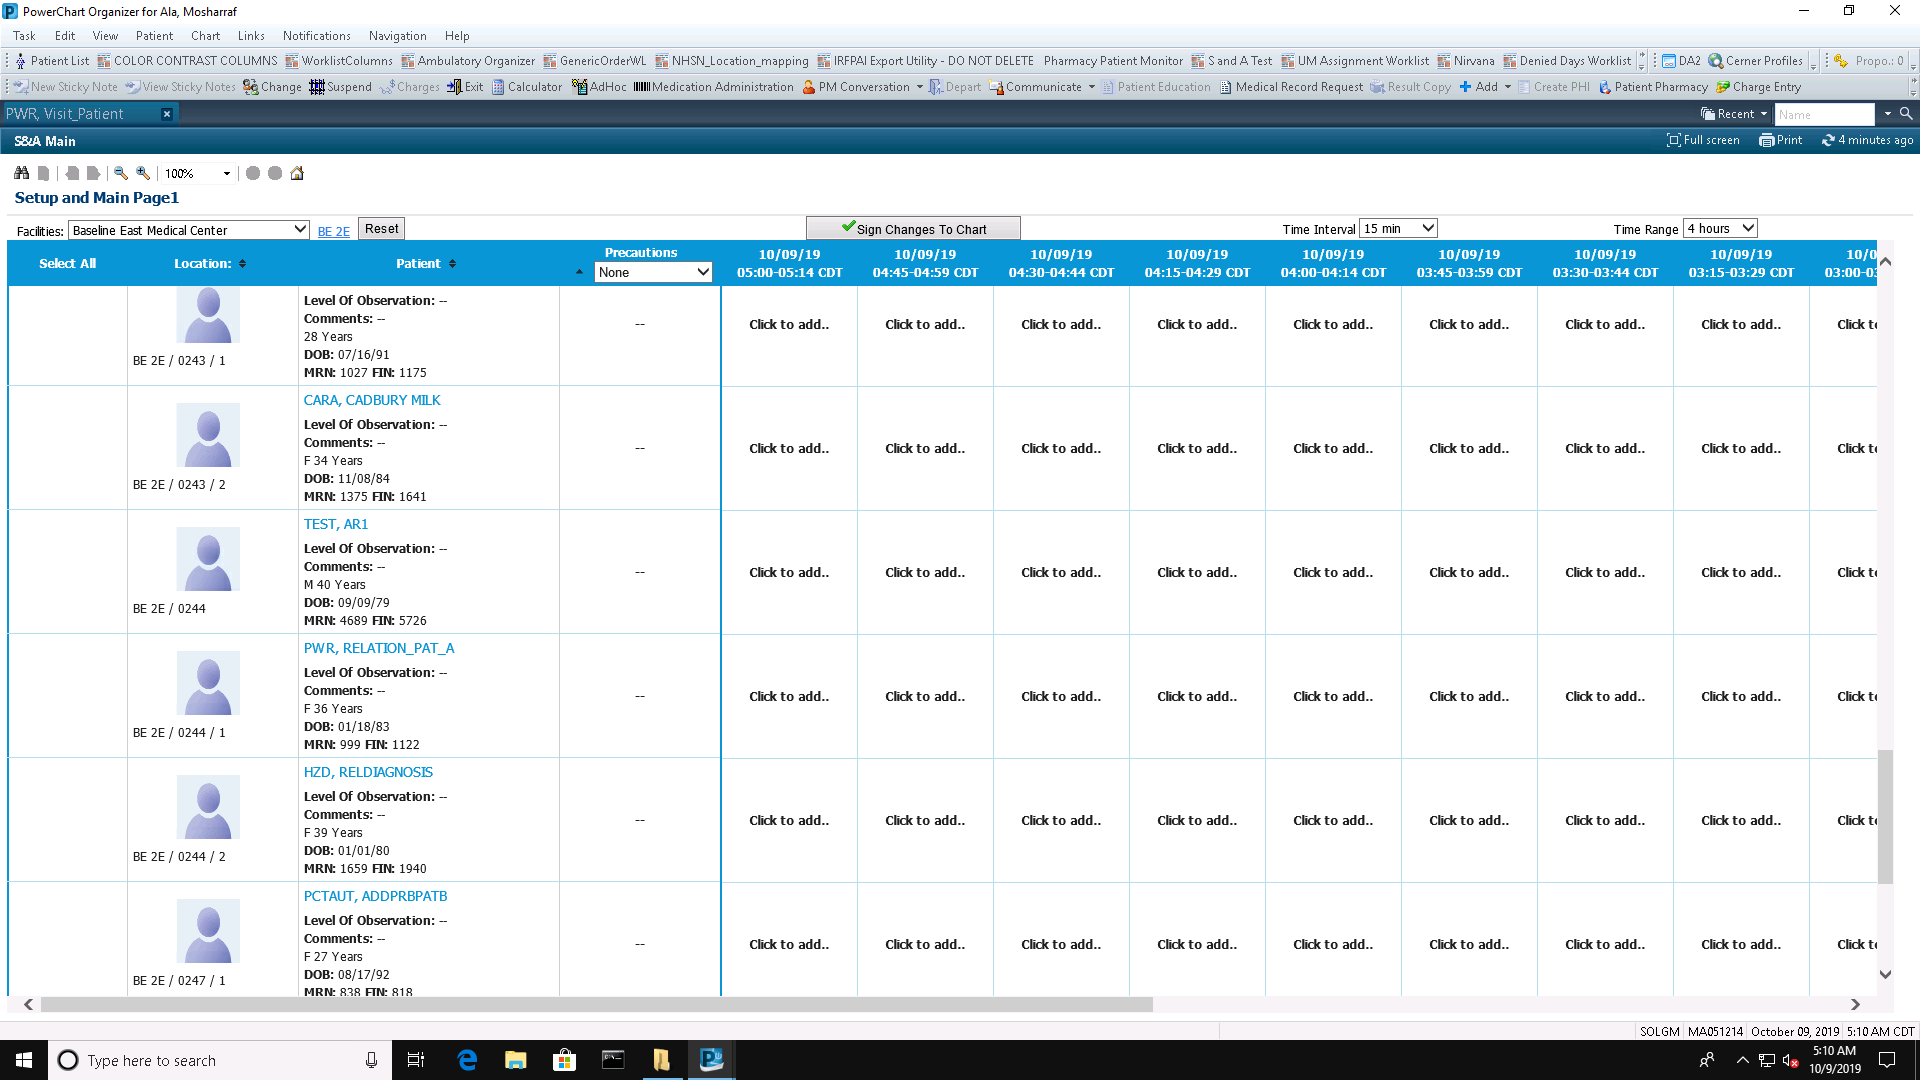 PowerChart Organizer for Ala, Mosharraf
Task Edit View Patient Chart Links Notifications Navigation Help
Patient List COLOR CONTRAST COLUMNS WorklistColumns Ambulatory Organizer GenericOrderWL NHSN_Location_mapping IRFPAI Export Utility - DO NOT DELETE Pharmacy Patient Monitor S and A Test UM Assignment Worklist Nirvana Denied Days Worklist DA2 Cerner Profiles Propo.: 0
New Sticky Note View Sticky Notes Change Suspend Charges Exit Calculator AdHoc Medication Administration PM Conversation Depart Communicate Patient Education Medical Record Request Result Copy Add Create PHI Patient Pharmacy Charge Entry
PWR, Visit_Patient Recent Name
S&A Main Full screen Print 4 minutes ago
100%
Setup and Main Page1
Facilities: Baseline East Medical Center BE 2E Reset Sign Changes To Chart Time Interval 15 min Time Range 4 hours
Select All Location: Patient Precautions None
10/09/19 05:00-05:14 CDT
10/09/19 04:45-04:59 CDT
10/09/19 04:30-04:44 CDT
10/09/19 04:15-04:29 CDT
10/09/19 04:00-04:14 CDT
10/09/19 03:45-03:59 CDT
10/09/19 03:30-03:44 CDT
10/09/19 03:15-03:29 CDT
10/0 03:00-03
BE 2E / 0243 / 1
Level Of Observation: --
Comments: --
28 Years
DOB: 07/16/91
MRN: 1027 FIN: 1175
-- Click to add.. Click to add.. Click to add.. Click to add.. Click to add.. Click to add.. Click to add.. Click to add.. Click t
BE 2E / 0243 / 2
CARA, CADBURY MILK
Level Of Observation: --
Comments: --
F 34 Years
DOB: 11/08/84
MRN: 1375 FIN: 1641
-- Click to add.. Click to add.. Click to add.. Click to add.. Click to add.. Click to add.. Click to add.. Click to add.. Click t
BE 2E / 0244
TEST, AR1
Level Of Observation: --
Comments: --
M 40 Years
DOB: 09/09/79
MRN: 4689 FIN: 5726
-- Click to add.. Click to add.. Click to add.. Click to add.. Click to add.. Click to add.. Click to add.. Click to add.. Click t
BE 2E / 0244 / 1
PWR, RELATION_PAT_A
Level Of Observation: --
Comments: --
F 36 Years
DOB: 01/18/83
MRN: 999 FIN: 1122
-- Click to add.. Click to add.. Click to add.. Click to add.. Click to add.. Click to add.. Click to add.. Click to add.. Click t
BE 2E / 0244 / 2
HZD, RELDIAGNOSIS
Level Of Observation: --
Comments: --
F 39 Years
DOB: 01/01/80
MRN: 1659 FIN: 1940
-- Click to add.. Click to add.. Click to add.. Click to add.. Click to add.. Click to add.. Click to add.. Click to add.. Click t
BE 2E / 0247 / 1
PCTAUT, ADDPRBPATB
Level Of Observation: --
Comments: --
F 27 Years
DOB: 08/17/92
MRN: 838 FIN: 818
-- Click to add.. Click to add.. Click to add.. Click to add.. Click to add.. Click to add.. Click to add.. Click to add.. Click t
SOLGM MA051214 October 09, 2019 5:10 AM CDT
Type here to search
5:10 AM
10/9/2019